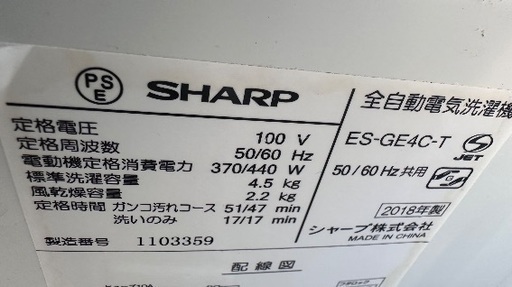 PS
E
SHARP
定格電圧 100 V
定格周波数 50/60 Hz
電動機定格消費電力 370/440 W
標準洗濯容量 4.5 kg
風乾燥容量 2.2 kg
定格時間 ガンコ汚れコース 51/47 min
洗いのみ 17/17 min
製造番号 1103359
全自動電気洗濯機
ES-GE4C-T
JET
50/60Hz共用
2018年製
シャープ株式会社
MADE IN CHINA
配線図